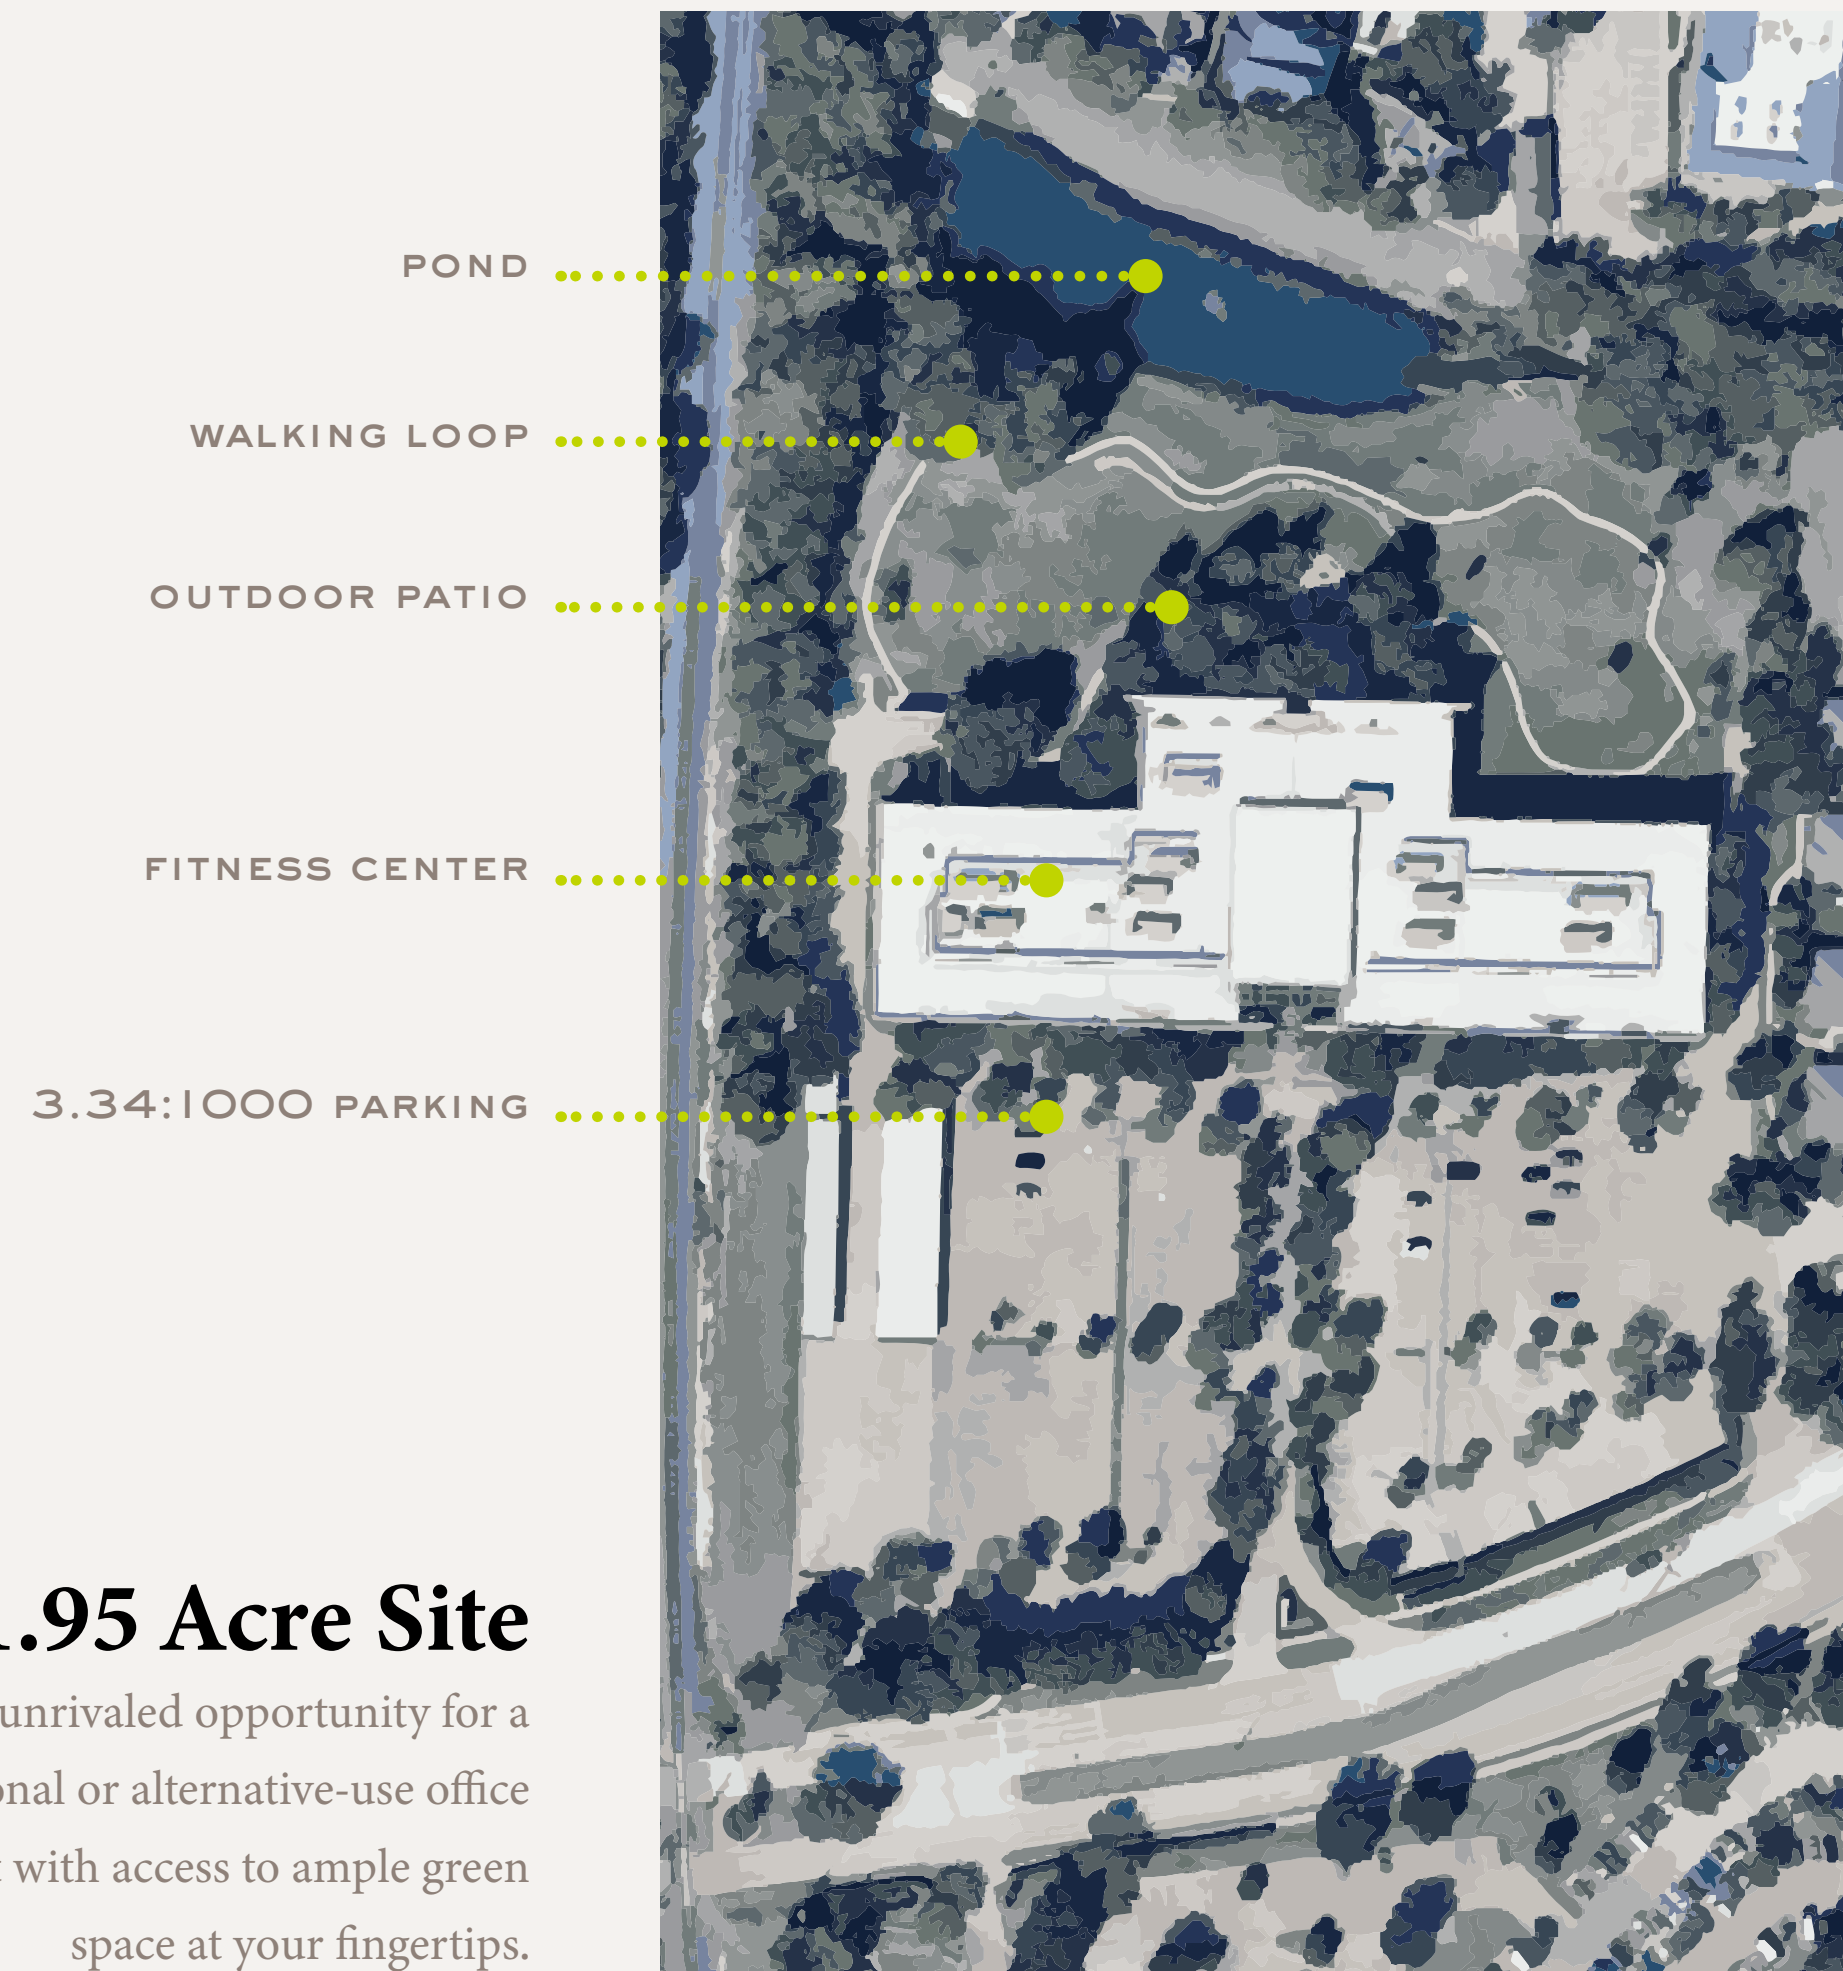 POND
WALKING LOOP
OUTDOOR PATIO
FITNESS CENTER
3.34:1000 PARKING
.95 Acre Site
unrivaled opportunity for a
or alternative-use office
with access to ample green
space at your fingertips.